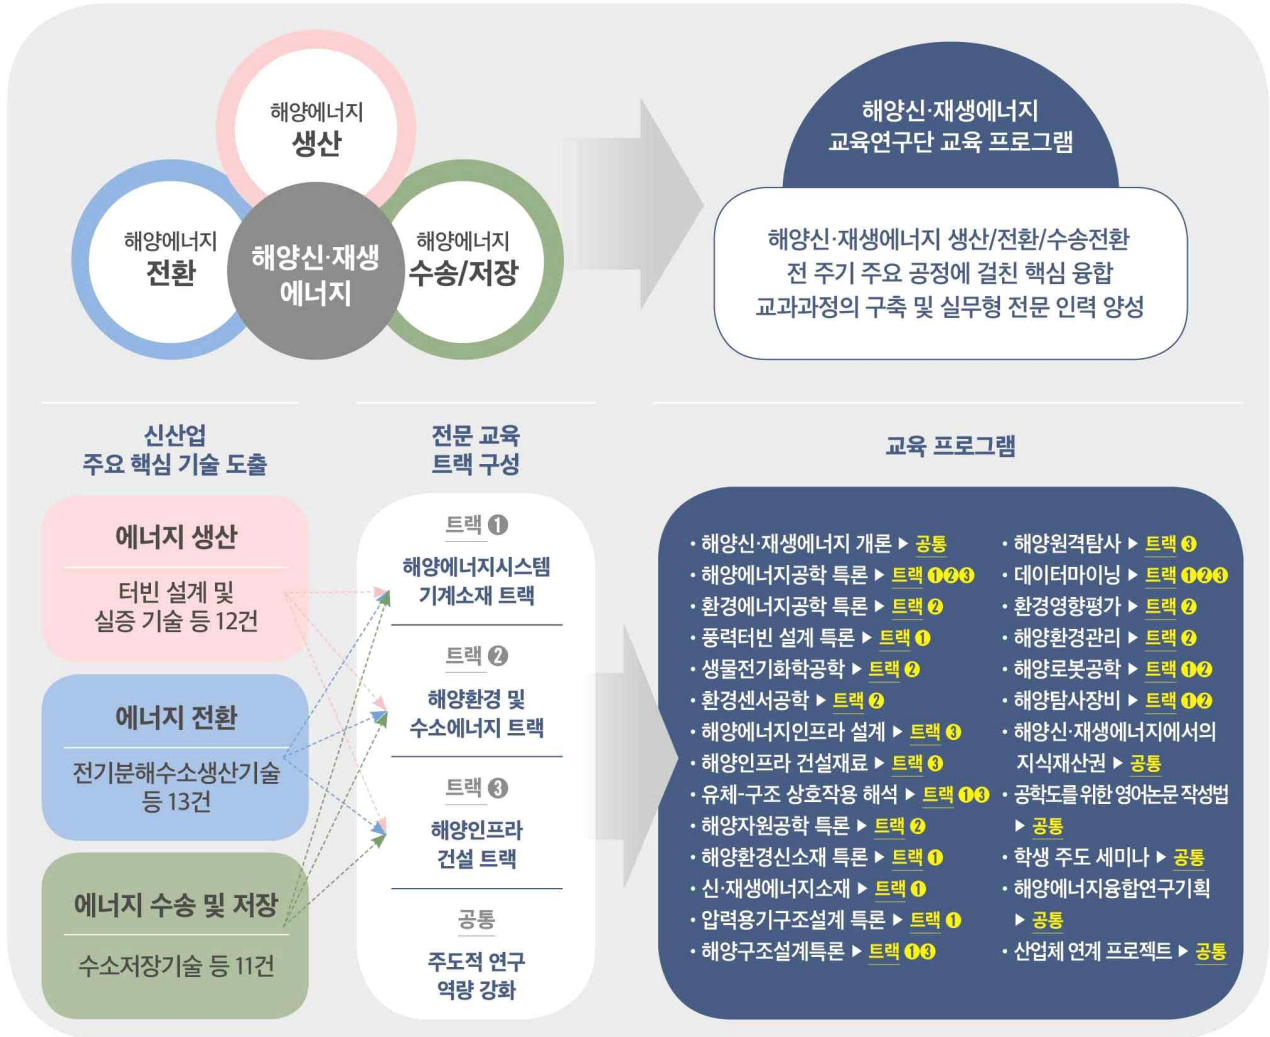 해양에너지
생산
해양에너지
전환
해양신·재생
에너지
해양에너지
수송/저장
해양신·재생에너지
교육연구단 교육 프로그램
해양신·재생에너지 생산/전환/수송전환
전 주기 주요 공정에 걸친 핵심 융합
교과과정의 구축 및 실무형 전문 인력 양성
신산업
주요 핵심 기술 도출
에너지 생산
터빈 설계 및
실증 기술 등 12건
에너지 전환
전기분해수소생산기술
등 13건
에너지 수송 및 저장
수소저장기술 등 11건
전문 교육
트랙 구성
트랙 ❶
해양에너지시스템
기계소재 트랙
트랙 ❷
해양환경 및
수소에너지 트랙
트랙 ❸
해양인프라
건설 트랙
공통
주도적 연구
역량 강화
교육 프로그램
· 해양신·재생에너지 개론 ▶ 공통
· 해양에너지공학 특론 ▶ 트랙 ❶❷❸
· 환경에너지공학 특론 ▶ 트랙 ❷
· 풍력터빈 설계 특론 ▶ 트랙 ❶
· 생물전기화학공학 ▶ 트랙 ❷
· 환경센서공학 ▶ 트랙 ❷
· 해양에너지인프라 설계 ▶ 트랙 ❸
· 해양인프라 건설재료 ▶ 트랙 ❸
· 유체-구조 상호작용 해석 ▶ 트랙 ❶❸
· 해양자원공학 특론 ▶ 트랙 ❷
· 해양환경신소재 특론 ▶ 트랙 ❶
· 신·재생에너지소재 ▶ 트랙 ❶
· 압력용기구조설계 특론 ▶ 트랙 ❶
· 해양구조설계특론 ▶ 트랙 ❶❸
· 해양원격탐사 ▶ 트랙 ❸
· 데이터마이닝 ▶ 트랙 ❶❷❸
· 환경영향평가 ▶ 트랙 ❷
· 해양환경관리 ▶ 트랙 ❷
· 해양로봇공학 ▶ 트랙 ❶❷
· 해양탐사장비 ▶ 트랙 ❶❷
· 해양신·재생에너지에서의
지식재산권 ▶ 공통
· 공학도를 위한 영어논문 작성법
▶ 공통
· 학생 주도 세미나 ▶ 공통
· 해양에너지융합연구기획
▶ 공통
· 산업체 연계 프로젝트 ▶ 공통